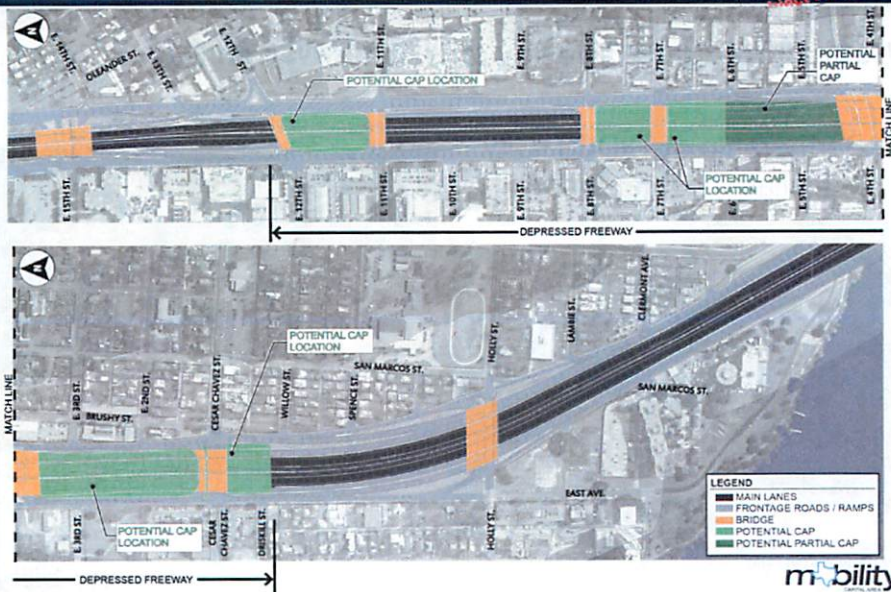 E. 14TH ST.
OLEANDER ST.
E. 13TH ST.
E. 12TH ST.
E. 11TH ST.
E. 9TH ST.
E. 8TH ST.
E. 7TH ST.
E. 6TH ST.
E. 5TH ST.
E. 4TH ST.
POTENTIAL CAP LOCATION
POTENTIAL
PARTIAL
CAP
MATCH LINE
POTENTIAL CAP
LOCATION
E. 15TH ST.
E. 12TH ST.
E. 11TH ST.
E. 10TH ST.
E. 9TH ST.
E. 8TH ST.
E. 7TH ST.
E. 6
E. 5TH ST.
E. 4TH ST.
DEPRESSED FREEWAY
N
N
MATCH LINE
E. 3RD ST.
BRUSHY ST.
E. 2ND ST.
CESAR CHAVEZ ST.
POTENTIAL CAP
LOCATION
WILLOW ST.
SPENCE ST.
SAN MARCOS ST.
HOLLY ST.
LAMBIE ST.
CLERMONT AVE.
SAN MARCOS ST.
EAST AVE.
E. 3RD ST.
POTENTIAL CAP
LOCATION
CESAR
CHAVEZ ST.
DRISKILL ST.
HOLLY ST.
DEPRESSED FREEWAY
LEGEND
MAIN LANES
FRONTAGE ROADS / RAMPS
BRIDGE
POTENTIAL CAP
POTENTIAL PARTIAL CAP
mobility
CAPITAL AREA